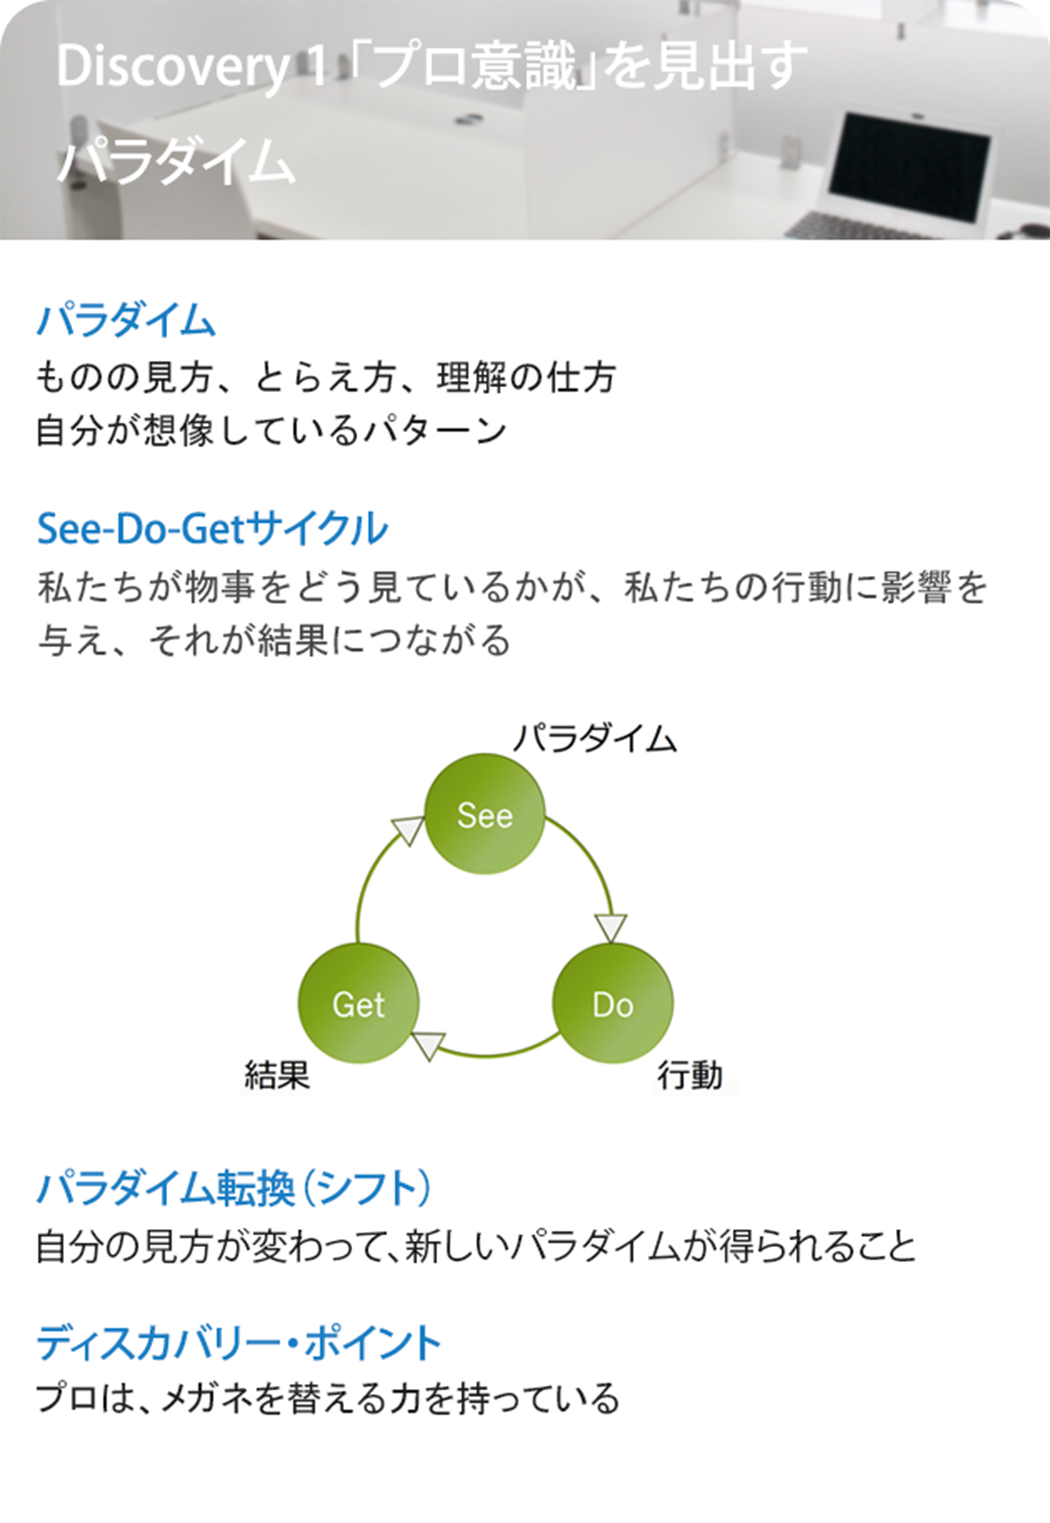 Discovery 1「プロ意識」を見出す
パラダイム
パラダイム
ものの見方、とらえ方、理解の仕方
自分が想像しているパターン
See-Do-Getサイクル
私たちが物事をどう見ているかが、私たちの行動に影響を
与え、それが結果につながる
パラダイム
See
Get
Do
結果
行動
パラダイム転換（シフト）
自分の見方が変わって、新しいパラダイムが得られること
ディスカバリー・ポイント
プロは、メガネを替える力を持っている